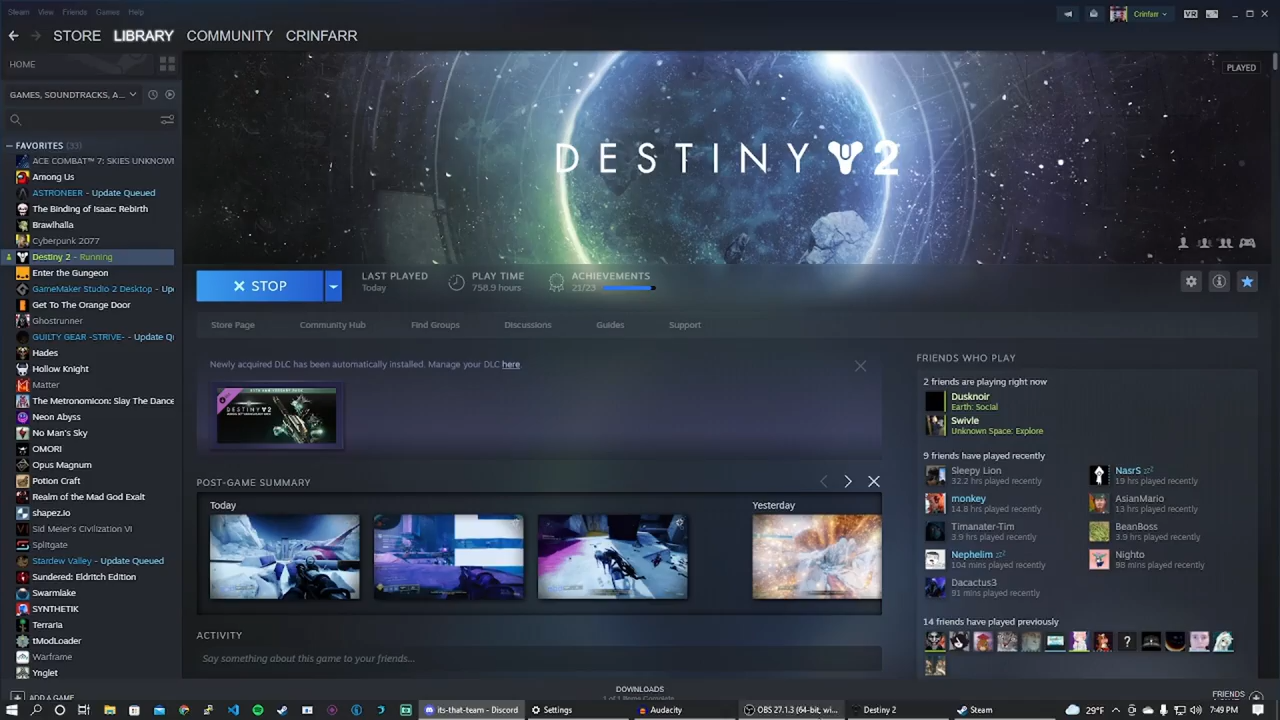 Steam View Friends Games Help
Crinfarr
VR
STORE LIBRARY COMMUNITY CRINFARR
HOME
PLAYED
GAMES, SOUNDTRACKS, A...
DESTINY 2
FAVORITES (33)
ACE COMBAT™ 7: SKIES UNKNOWN
Among Us
ASTRONEER - Update Queued
The Binding of Isaac: Rebirth
Brawlhalla
Cyberpunk 2077
Destiny 2 - Running
Enter the Gungeon
GameMaker Studio 2 Desktop - Up
Get To The Orange Door
Ghostrunner
GUILTY GEAR -STRIVE- - Update Q
Hades
Hollow Knight
Matter
The Metronomicon: Slay The Dance
Neon Abyss
No Man's Sky
OMORI
Opus Magnum
Potion Craft
Realm of the Mad God Exalt
shapez.io
Sid Meier's Civilization VI
Splitgate
Stardew Valley - Update Queued
Sundered: Eldritch Edition
Swarmlake
SYNTHETIK
Terraria
tModLoader
Warframe
Ynglet
ADD A GAME
STOP
LAST PLAYED
Today
PLAY TIME
758.9 hours
ACHIEVEMENTS
21/23
Store Page Community Hub Find Groups Discussions Guides Support
Newly acquired DLC has been automatically installed. Manage your DLC here.
DESTINY 2
POST-GAME SUMMARY
Today
Yesterday
ACTIVITY
Say something about this game to your friends...
FRIENDS WHO PLAY
2 friends are playing right now
Dusknoir
Earth: Social
Swivle
Unknown Space: Explore
9 friends have played recently
Sleepy Lion
32.2 hrs played recently
NasrS zz
19 hrs played recently
monkey
14.8 hrs played recently
AsianMario
13 hrs played recently
Timanater-Tim
3.9 hrs played recently
BeanBoss
3.9 hrs played recently
Nephelim zz
104 mins played recently
Nighto
98 mins played recently
Dacactus3
91 mins played recently
14 friends have played previously
?
DOWNLOADS
1 of 1 Items Complete
FRIENDS
its-that-team - Discord
Settings
Audacity
OBS 27.1.3 (64-bit, wi...
Destiny 2
Steam
29°F
7:49 PM